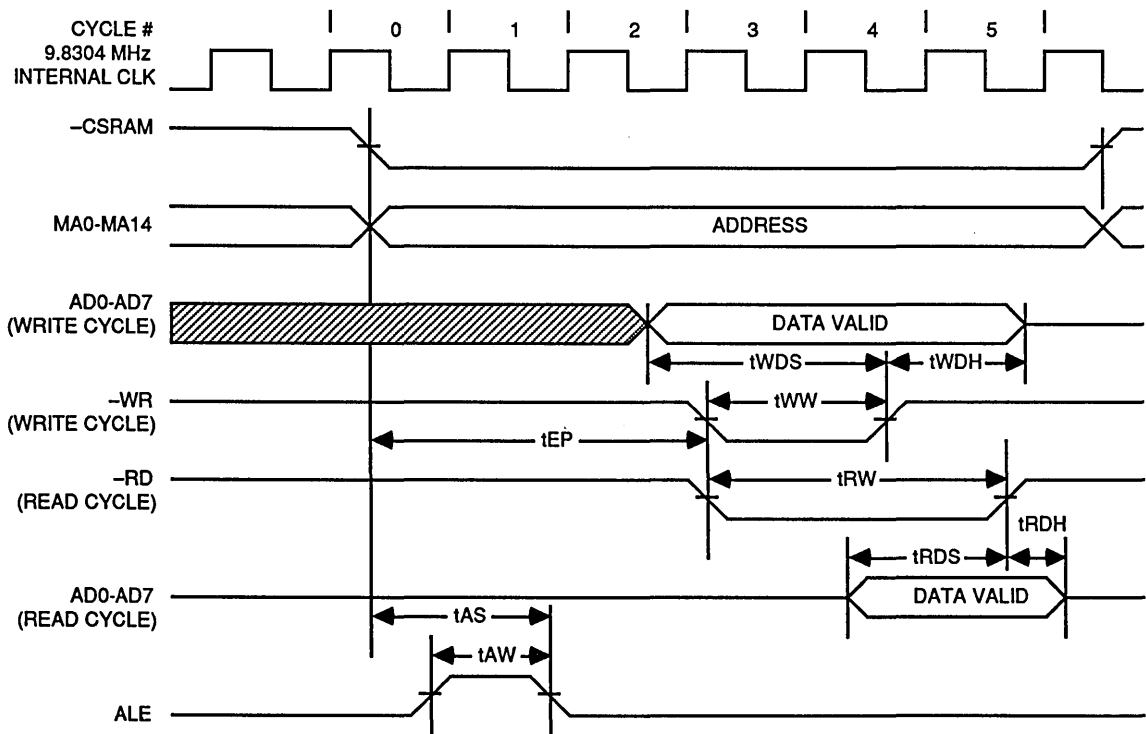 CYCLE # 0 1 2 3 4 5
9.8304 MHz
INTERNAL CLK
–CSRAM
MA0-MA14 ADDRESS
AD0-AD7
(WRITE CYCLE)
DATA VALID
tWDS tWDH
–WR
(WRITE CYCLE)
tWW
tEP
–RD
(READ CYCLE)
tRW
tRDH
tRDS
AD0-AD7
(READ CYCLE)
DATA VALID
tAS
tAW
ALE